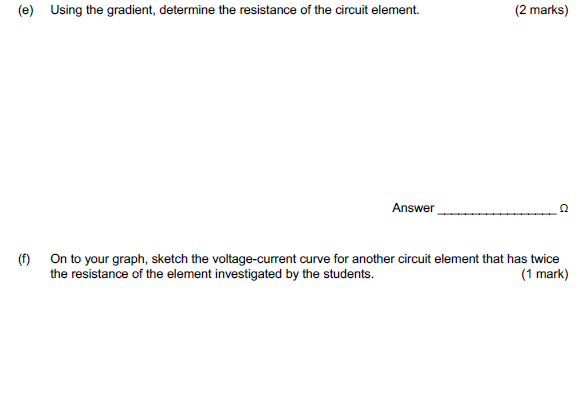 (e) Using the gradient, determine the resistance of the circuit element. (2 marks)
Answer ____________________ Ω
(f) On to your graph, sketch the voltage-current curve for another circuit element that has twice
the resistance of the element investigated by the students. (1 mark)